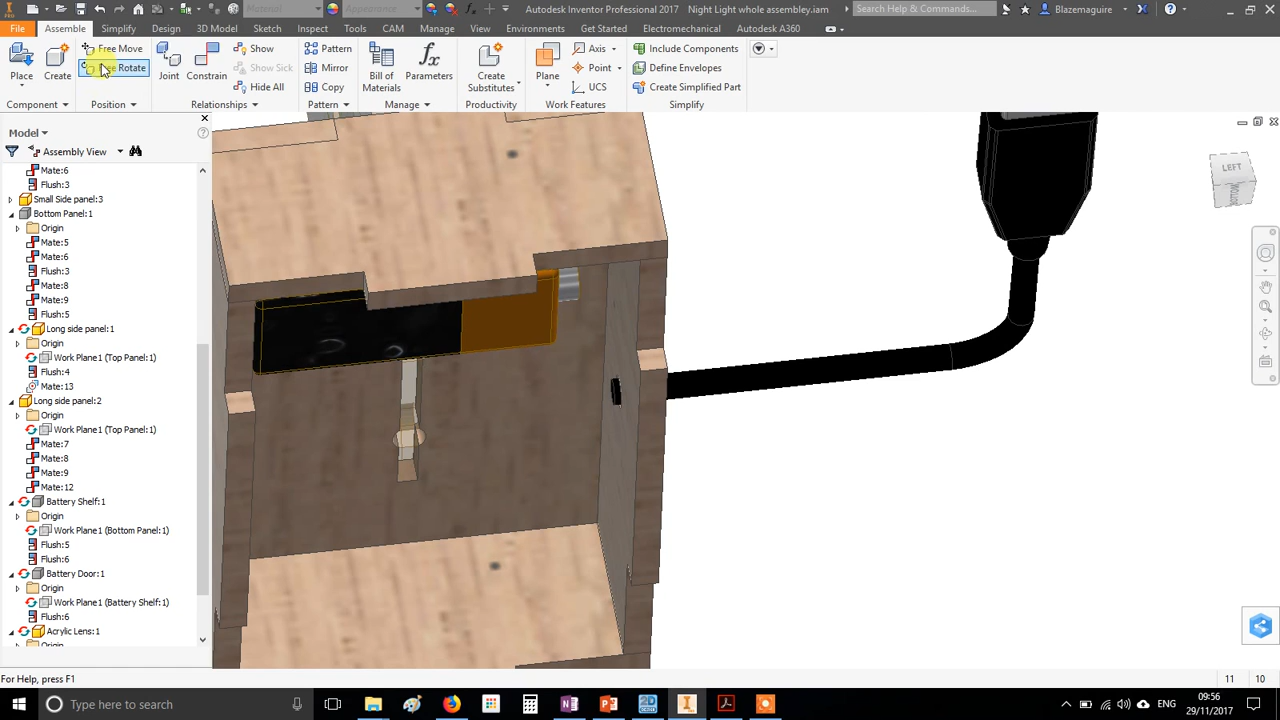 Material
Appearance
Autodesk Inventor Professional 2017 Night Light whole assembley.iam
Search Help & Commands...
Blazemaguire
PRO
File Assemble Simplify Design 3D Model Sketch Inspect Tools CAM Manage View Environments Get Started Electromechanical Autodesk A360
Free Move Show Pattern Axis Include Components
Free Rotate Show Sick Mirror Point Define Envelopes
Place Create Joint Constrain Hide All Copy Bill of Materials Parameters Create Substitutes Plane UCS Create Simplified Part
Component Position Relationships Pattern Manage Productivity Work Features Simplify
Model
Assembly View
Mate:6
Flush:3
Small Side panel:3
Bottom Panel:1
Origin
Mate:5
Mate:6
Flush:3
Mate:8
Mate:9
Flush:5
Long side panel:1
Origin
Work Plane1 (Top Panel:1)
Flush:4
Mate:13
Long side panel:2
Origin
Work Plane1 (Top Panel:1)
Mate:7
Mate:8
Mate:9
Mate:12
Battery Shelf:1
Origin
Work Plane1 (Bottom Panel:1)
Flush:5
Flush:6
Battery Door:1
Origin
Work Plane1 (Battery Shelf:1)
Flush:6
Acrylic Lens:1
Origin
LEFT
BOTTOM
For Help, press F1
11 10
Type here to search
ENG
09:56
29/11/2017